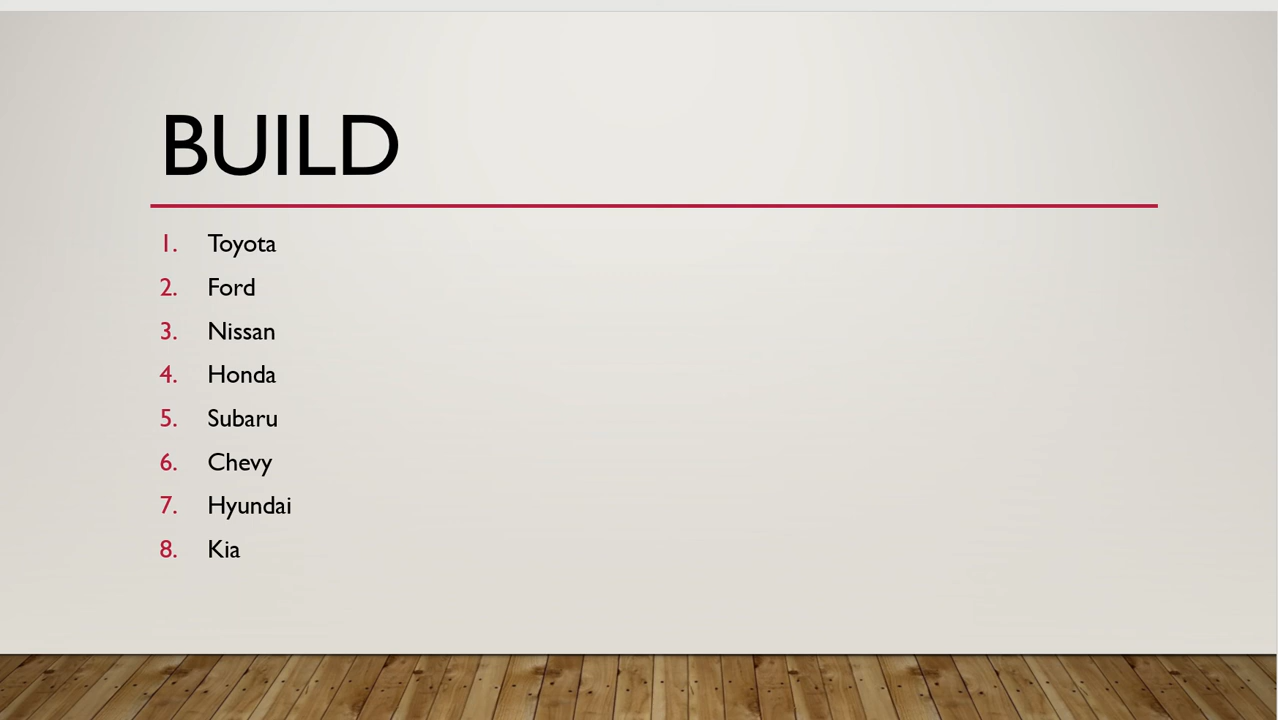 BUILD
1. Toyota
2. Ford
3. Nissan
4. Honda
5. Subaru
6. Chevy
7. Hyundai
8. Kia